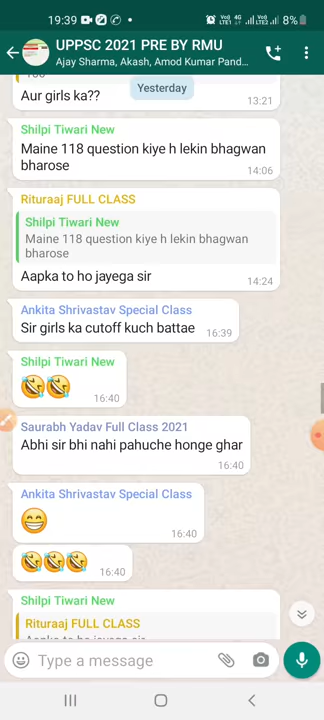 19:39
Vo)) 4G
LTE1
Vo))
LTE2
8%
UPPSC 2021 PRE BY RMU
Ajay Sharma, Akash, Amod Kumar Pand...
Yesterday
Aur girls ka??
13:21
Shilpi Tiwari New
Maine 118 question kiye h lekin bhagwan
bharose
14:06
Rituraaj FULL CLASS
Shilpi Tiwari New
Maine 118 question kiye h lekin bhagwan
bharose
Aapka to ho jayega sir
14:24
Ankita Shrivastav Special Class
Sir girls ka cutoff kuch battae
16:39
Shilpi Tiwari New
🤣🤣
16:40
Saurabh Yadav Full Class 2021
Abhi sir bhi nahi pahuche honge ghar
16:40
Ankita Shrivastav Special Class
😁
16:40
🤣🤣🤣
16:40
Shilpi Tiwari New
Rituraaj FULL CLASS
Type a message